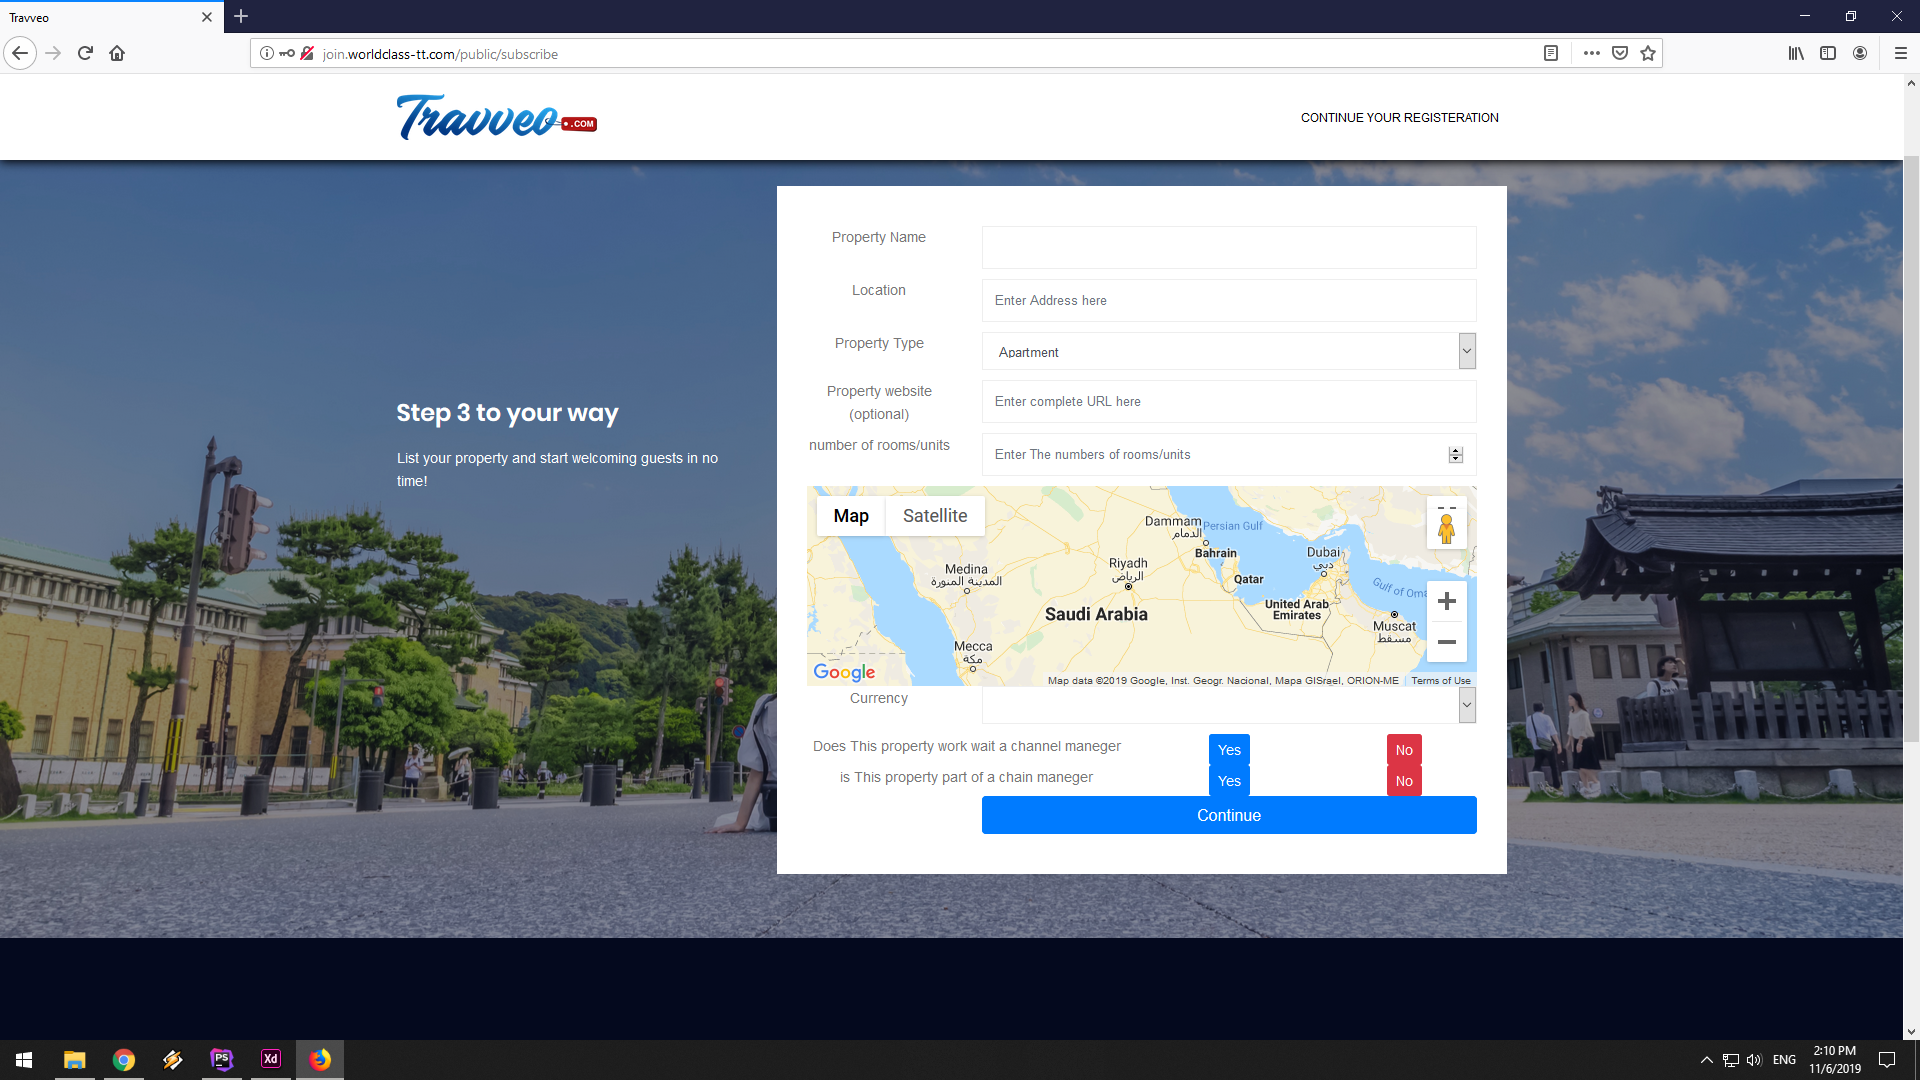 Travveo
join.worldclass-tt.com/public/subscribe
Travveo .COM
CONTINUE YOUR REGISTERATION
Property Name
Location
Enter Address here
Property Type
Apartment
Property website
(optional)
Enter complete URL here
number of rooms/units
Enter The numbers of rooms/units
Step 3 to your way
List your property and start welcoming guests in no
time!
Map
Satellite
Dammam
الدمام
Persian Gulf
Bahrain
Dubai
دبي
Medina
المدينة المنورة
Riyadh
الرياض
Qatar
Gulf of Oma
Saudi Arabia
United Arab
Emirates
Muscat
مسقط
Mecca
مكة
Google
Map data ©2019 Google, Inst. Geogr. Nacional, Mapa GISrael, ORION-ME
Terms of Use
Currency
Does This property work wait a channel maneger
Yes
No
is This property part of a chain maneger
Yes
No
Continue
PS
Xd
ENG
2:10 PM
11/6/2019